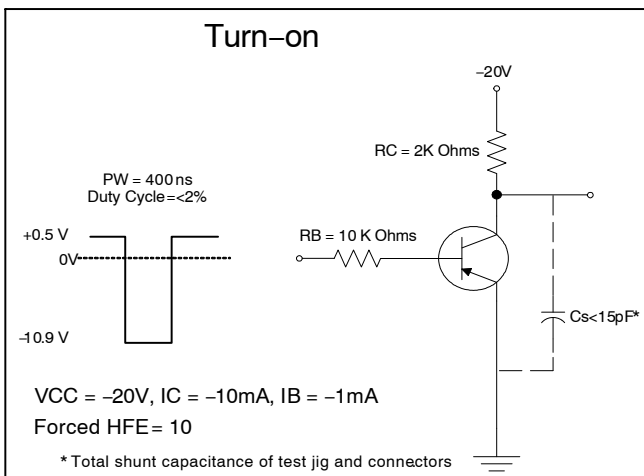 Turn–on
–20V
RC = 2K Ohms
PW = 400 ns
Duty Cycle=<2%
+0.5 V
0V
RB = 10 K Ohms
Cs<15pF*
–10.9 V
VCC = –20V, IC = –10mA, IB = –1mA
Forced HFE = 10
* Total shunt capacitance of test jig and connectors